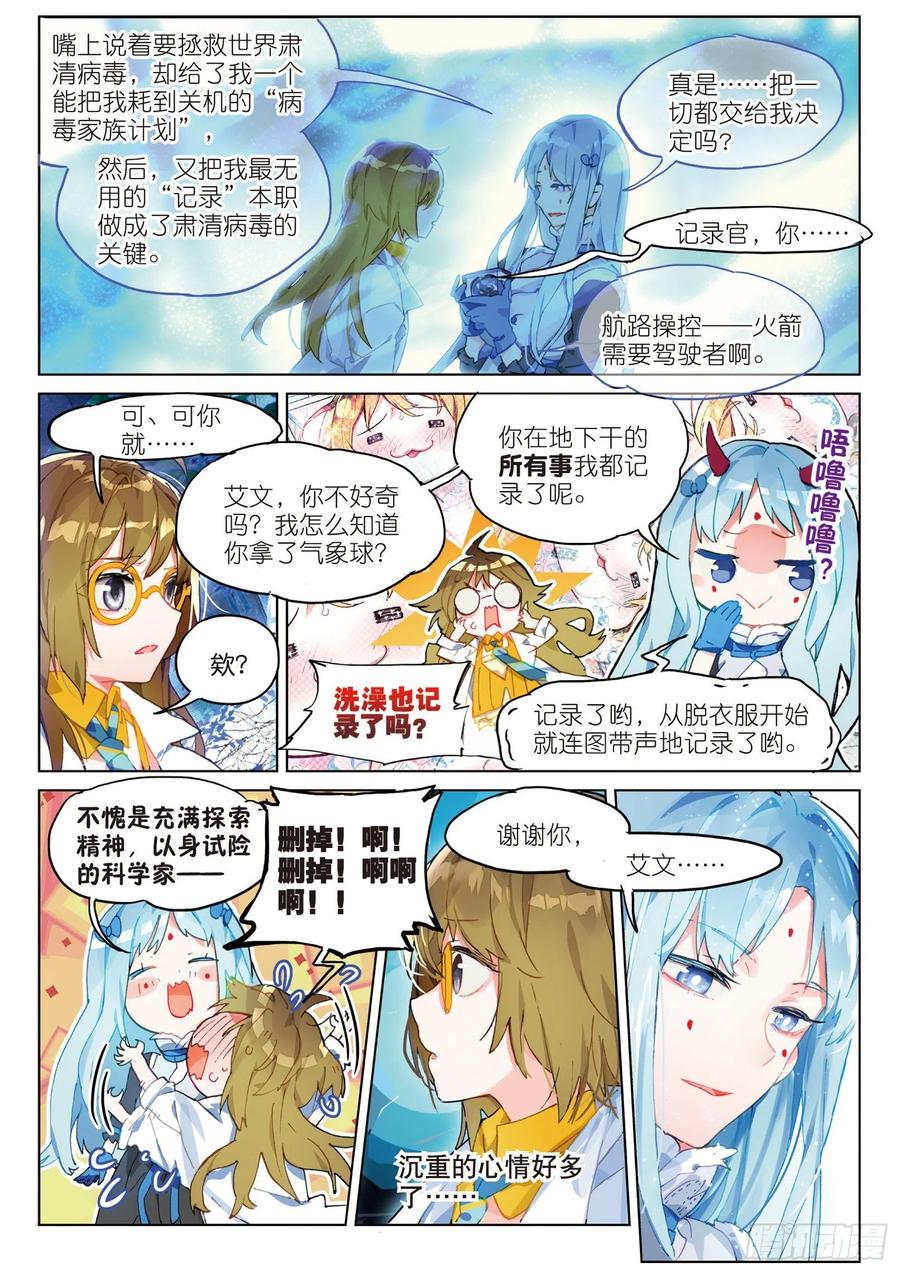 嘴上说着要拯救世界肃
清病毒，却给了我一个
能把我耗到关机的“病
毒家族计划”，
然后，又把我最无
用的“记录”本职
做成了肃清病毒的
关键。
真是……把一
切都交给我决
定吗？
记录官，你……
航路操控——火箭
需要驾驶者啊。
可、可你
就……
艾文，你不好奇
吗？我怎么知道
你拿了气象球？
欸？
你在地下干的
所有事我都记
录了呢。
唔噜噜噜？
洗澡也记
录了吗？
记录了哟，从脱衣服开始
就连图带声地记录了哟。
不愧是充满探索
精神，以身试险
的科学家——
删掉！啊！
删掉！啊啊
啊！！
谢谢你，
艾文……
沉重的心情好多
了……
腾讯动漫